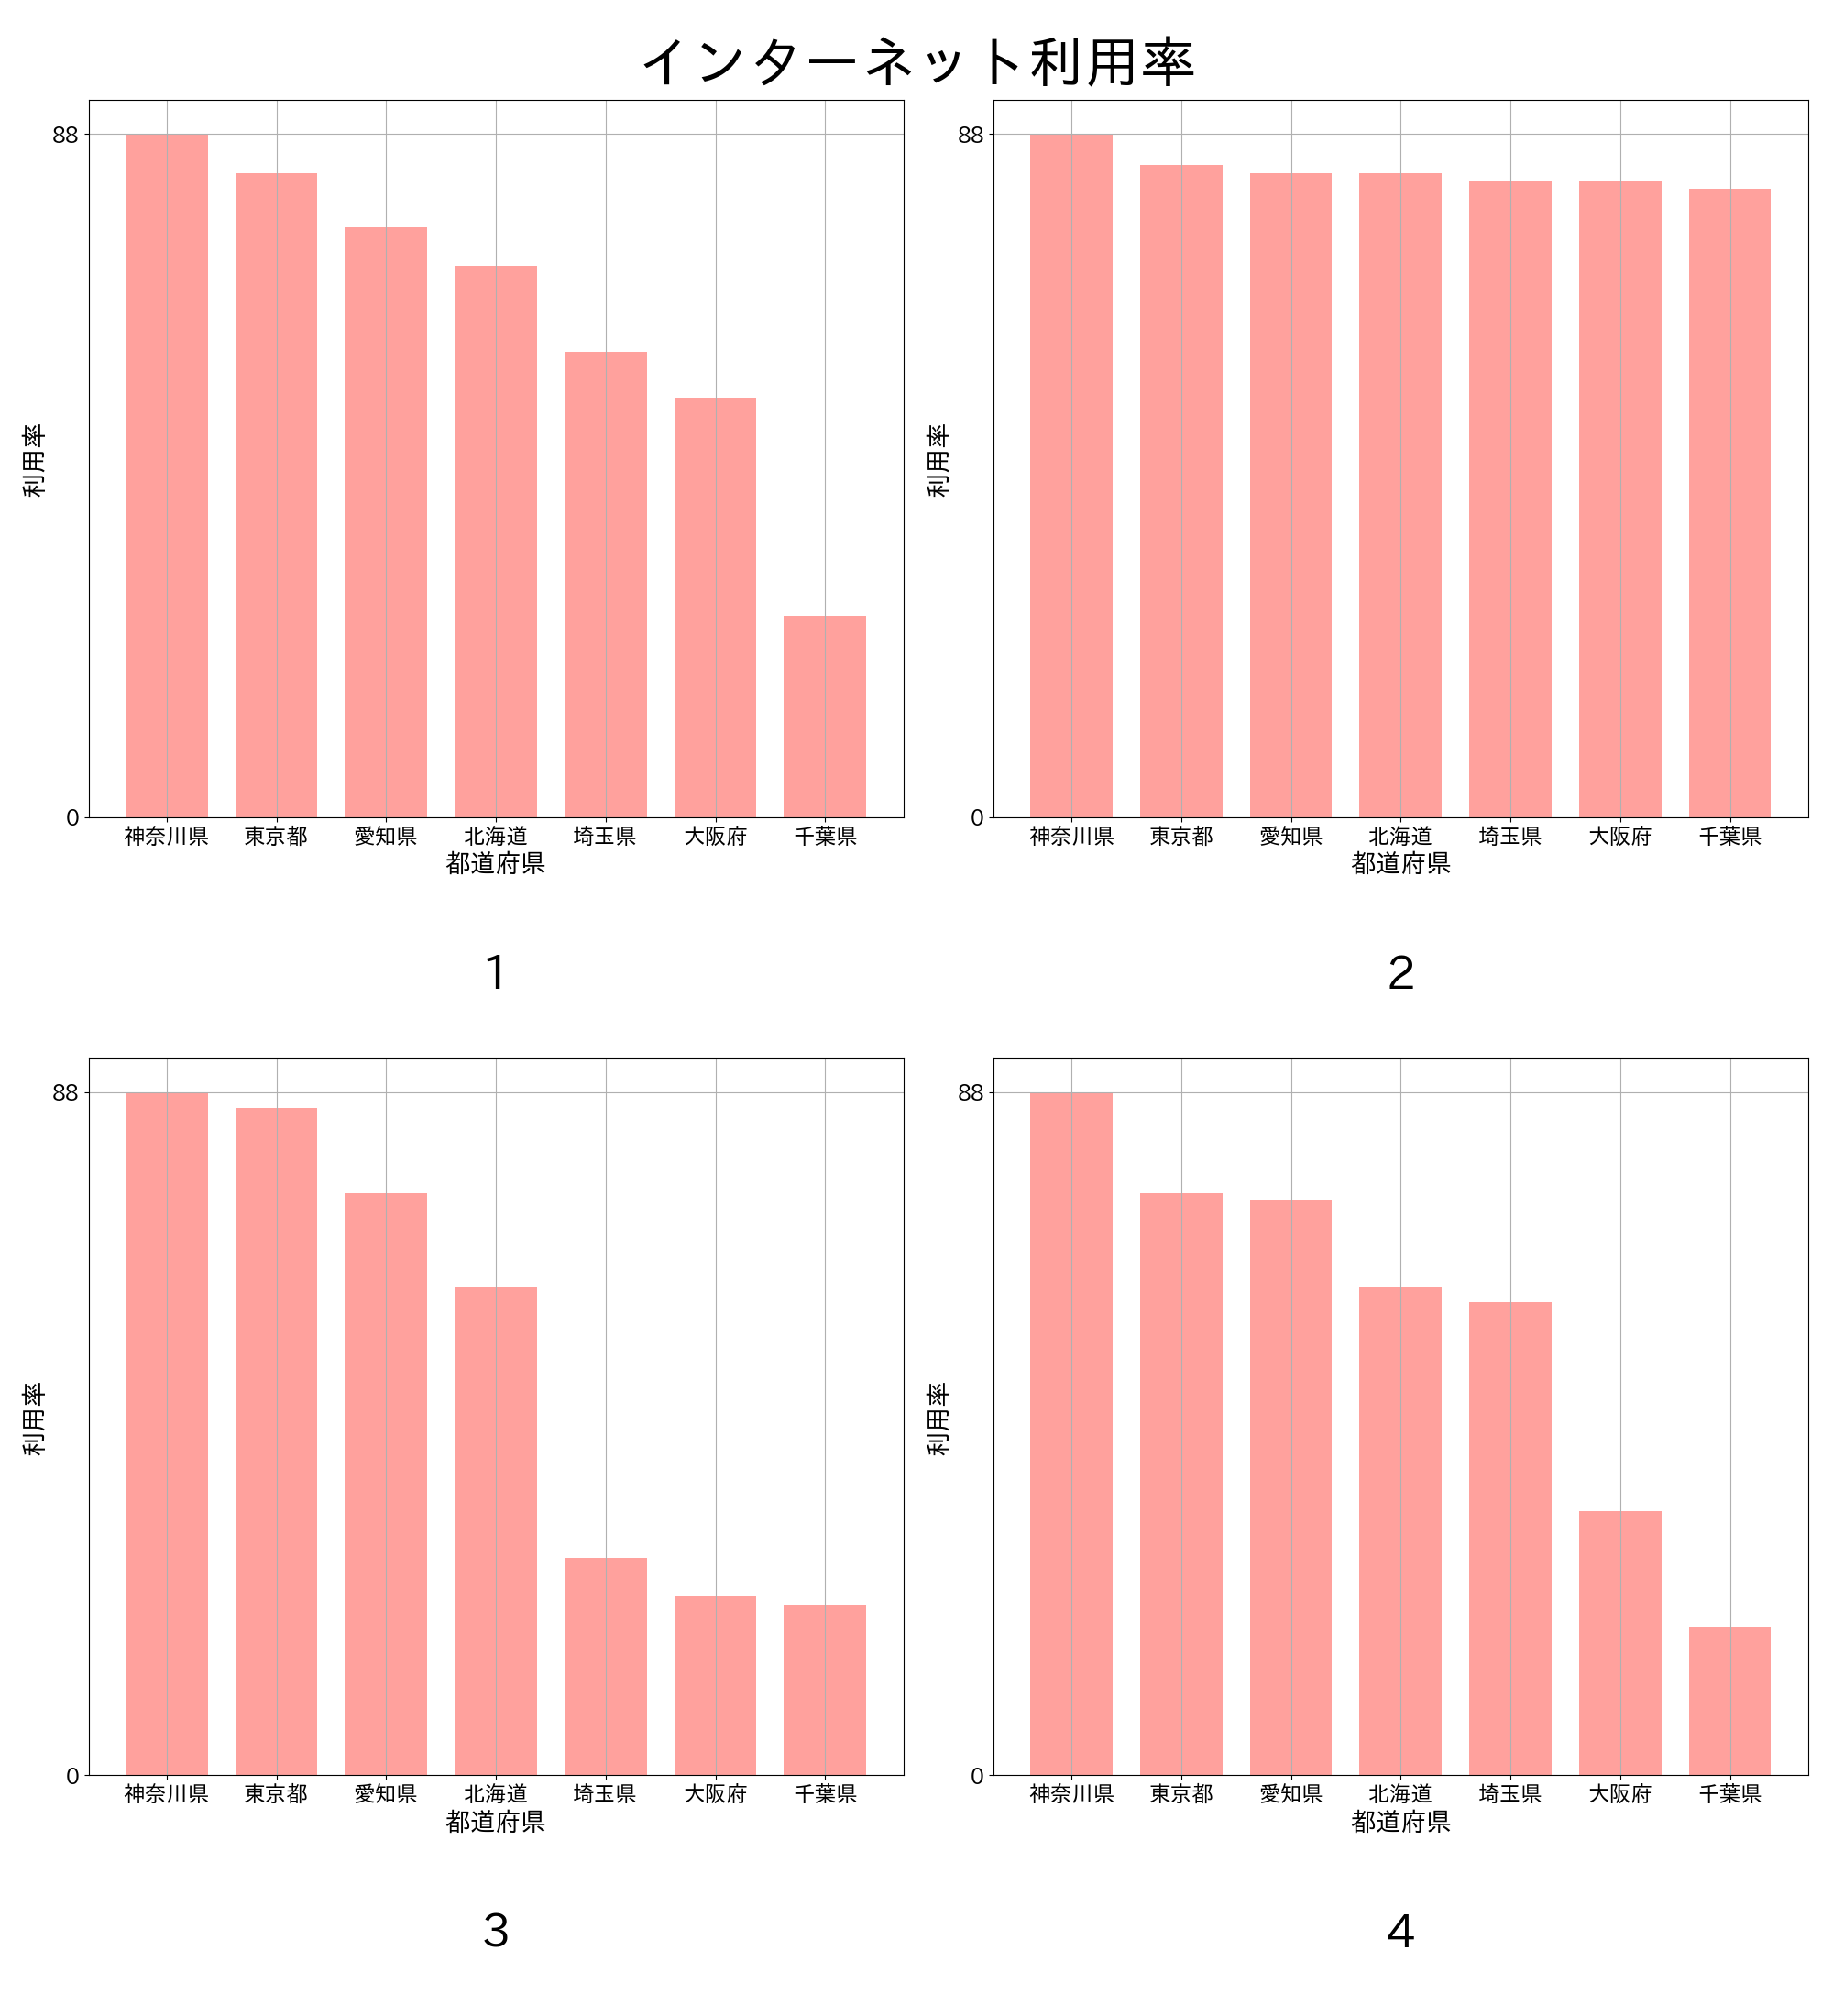 インターネット利用率
88
0
利用率
神奈川県 東京都 愛知県 北海道 埼玉県 大阪府 千葉県
都道府県
1
88
0
利用率
神奈川県 東京都 愛知県 北海道 埼玉県 大阪府 千葉県
都道府県
2
88
0
利用率
神奈川県 東京都 愛知県 北海道 埼玉県 大阪府 千葉県
都道府県
3
88
0
利用率
神奈川県 東京都 愛知県 北海道 埼玉県 大阪府 千葉県
都道府県
4